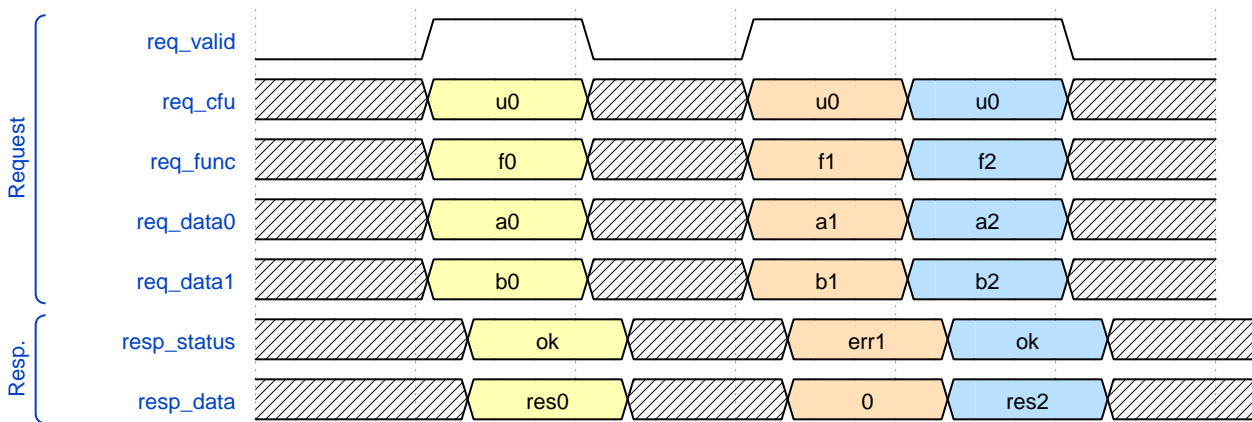 Request
req_valid
req_cfu u0 u0 u0
req_func f0 f1 f2
req_data0 a0 a1 a2
req_data1 b0 b1 b2
Resp.
resp_status ok err1 ok
resp_data res0 0 res2